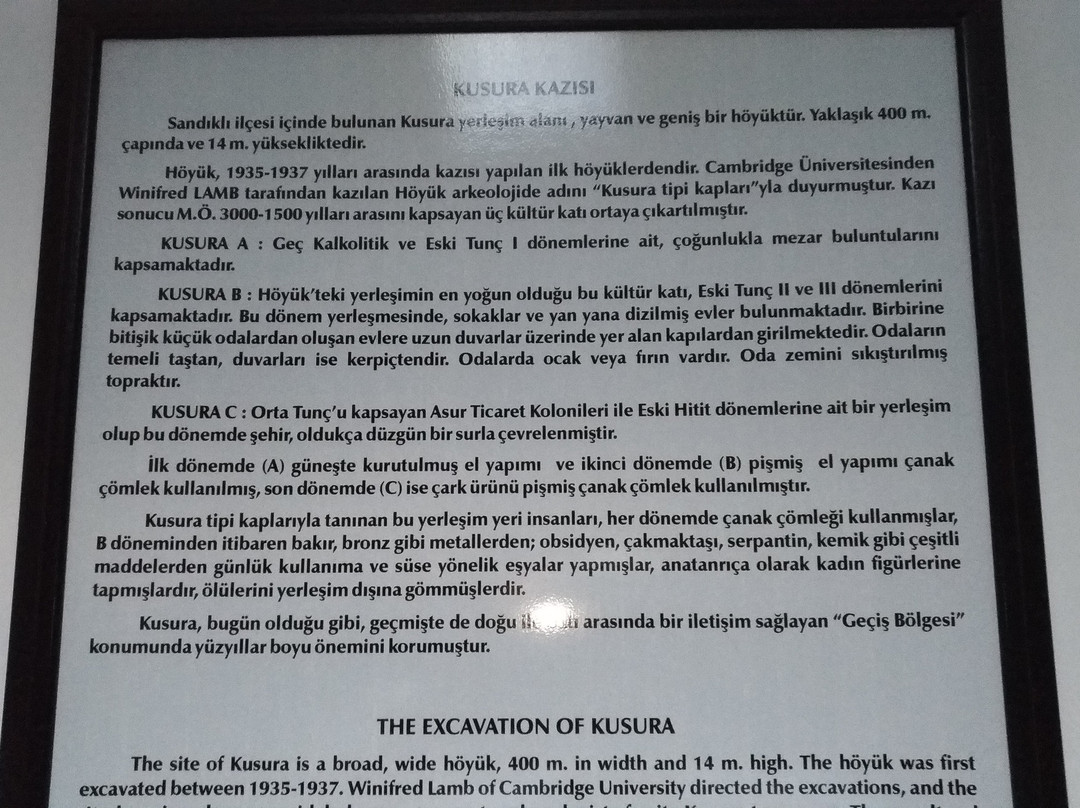 KUSURA KAZISI
Sandıklı ilçesi içinde bulunan Kusura yerleşim alanı, yayvan ve geniş bir höyüktür. Yaklaşık 400 m.
çapında ve 14 m. yüksekliktedir.
Höyük, 1935-1937 yılları arasında kazısı yapılan ilk höyüklerdendir. Cambridge Üniversitesinden
Winifred LAMB tarafından kazılan Höyük arkeolojide adını “Kusura tipi kapları”yla duyurmuştur. Kazı
sonucu M.Ö. 3000-1500 yılları arasını kapsayan üç kültür katı ortaya çıkartılmıştır.
KUSURA A : Geç Kalkolitik ve Eski Tunç I dönemlerine ait, çoğunlukla mezar buluntularını
kapsamaktadır.
KUSURA B : Höyük’teki yerleşimin en yoğun olduğu bu kültür katı, Eski Tunç II ve III dönemlerini
kapsamaktadır. Bu dönem yerleşmesinde, sokaklar ve yan yana dizilmiş evler bulunmaktadır. Birbirine
bitişik küçük odalardan oluşan evlere uzun duvarlar üzerinde yer alan kapılardan girilmektedir. Odaların
temeli taştan, duvarları ise kerpiçtendir. Odalarda ocak veya fırın vardır. Oda zemini sıkıştırılmış
topraktır.
KUSURA C : Orta Tunç’u kapsayan Asur Ticaret Kolonileri ile Eski Hitit dönemlerine ait bir yerleşim
olup bu dönemde şehir, oldukça düzgün bir surla çevrelenmiştir.
İlk dönemde (A) güneşte kurutulmuş el yapımı ve ikinci dönemde (B) pişmiş el yapımı çanak
çömlek kullanılmış, son dönemde (C) ise çark ürünü pişmiş çanak çömlek kullanılmıştır.
Kusura tipi kaplarıyla tanınan bu yerleşim yeri insanları, her dönemde çanak çömleği kullanmışlar,
B döneminden itibaren bakır, bronz gibi metallerden; obsidyen, çakmaktaşı, serpantin, kemik gibi çeşitli
maddelerden günlük kullanıma ve süse yönelik eşyalar yapmışlar, anatanrıça olarak kadın figürlerine
tapmışlardır, ölülerini yerleşim dışına gömmüşlerdir.
Kusura, bugün olduğu gibi, geçmişte de doğu arasında bir iletişim sağlayan “Geçiş Bölgesi”
konumunda yüzyıllar boyu önemini korumuştur.
THE EXCAVATION OF KUSURA
The site of Kusura is a broad, wide höyük, 400 m. in width and 14 m. high. The höyük was first
excavated between 1935-1937. Winifred Lamb of Cambridge University directed the excavations, and the